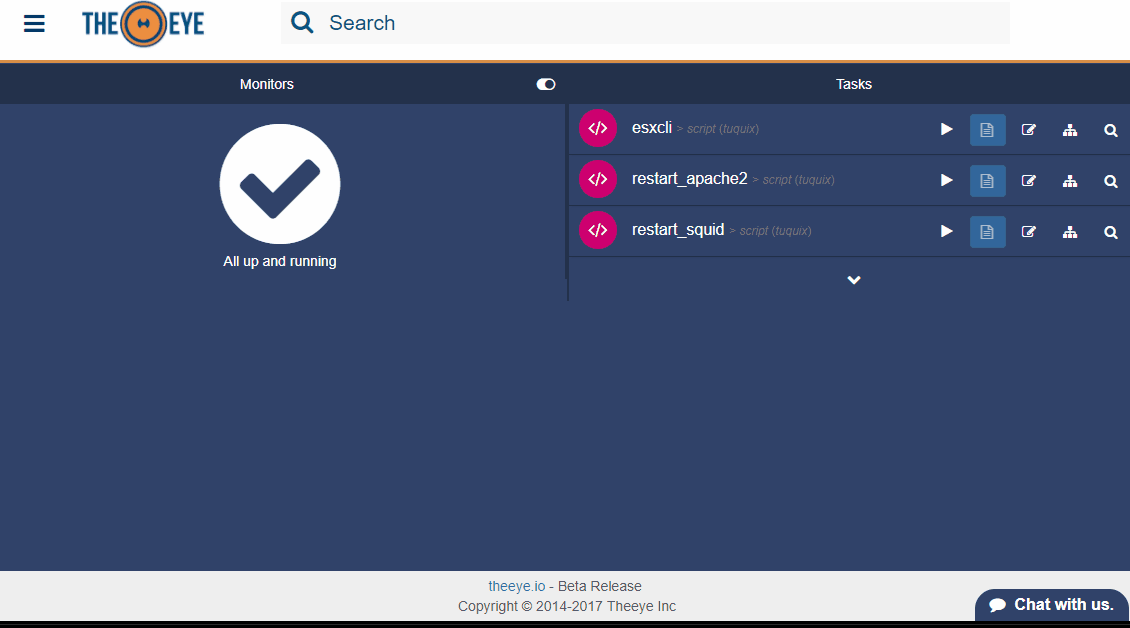 THE EYE
Search
Monitors
Tasks
esxcli > script (tuquix)
restart_apache2 > script (tuquix)
restart_squid > script (tuquix)
All up and running
theeye.io - Beta Release
Copyright © 2014-2017 Theeye Inc
Chat with us.